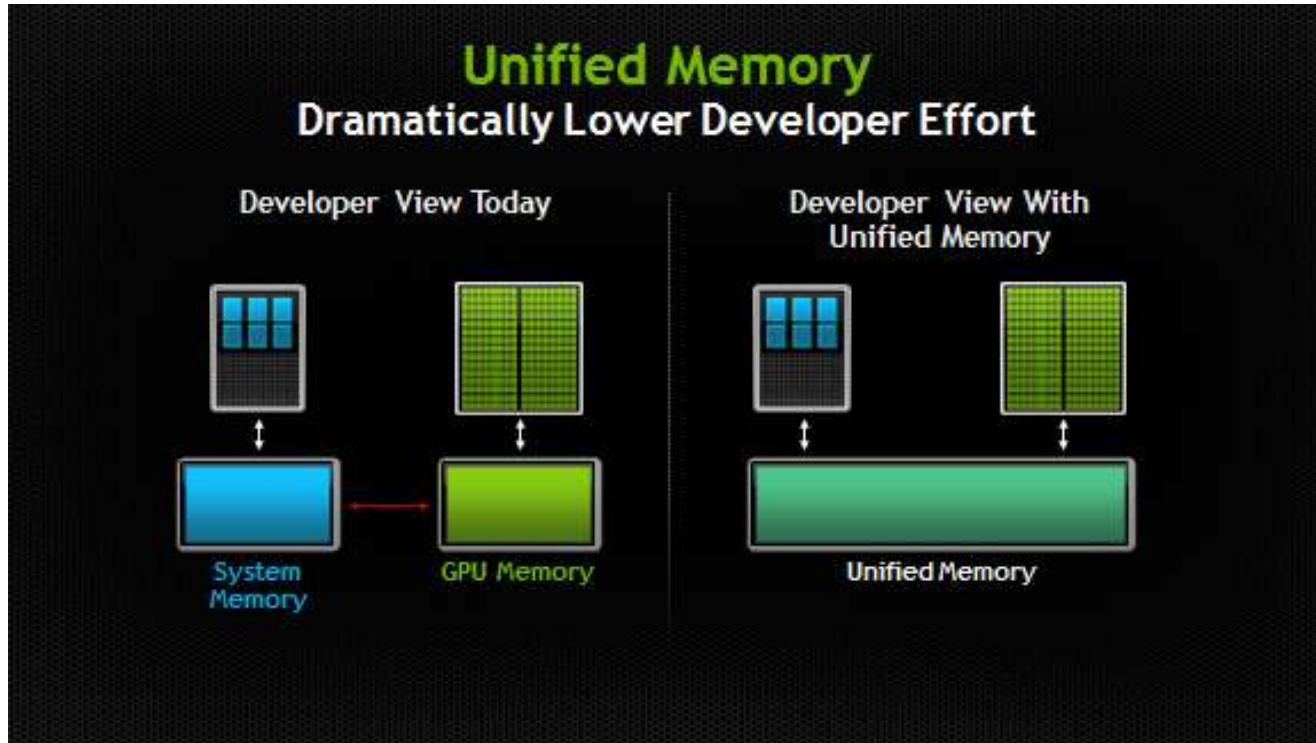 Unified Memory
Dramatically Lower Developer Effort
Developer View Today
Developer View With
Unified Memory
System
Memory
GPU Memory
Unified Memory